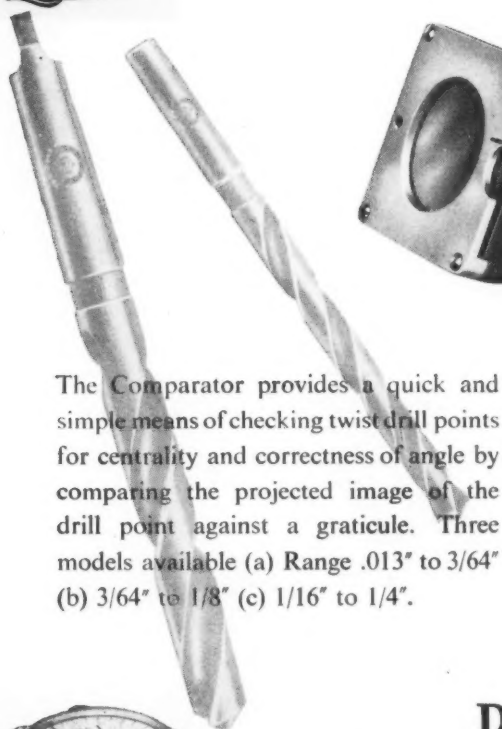 The Comparator provides a quick and
simple means of checking twist drill points
for centrality and correctness of angle by
comparing the projected image of the
drill point against a graticule. Three
models available (a) Range .013″ to 3/64″
(b) 3/64″ to 1/8″ (c) 1/16″ to 1/4″.
D